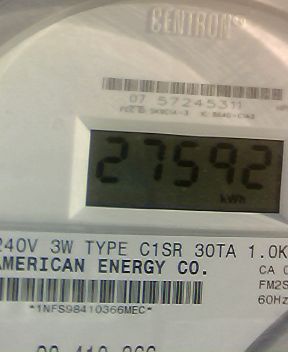 CENTRON®
07 57245311
27592
kWh
240V 3W TYPE C1SR 30TA 1.0K
AMERICAN ENERGY CO.
CA
FM2S
60Hz
*1NFS98410366MEC*